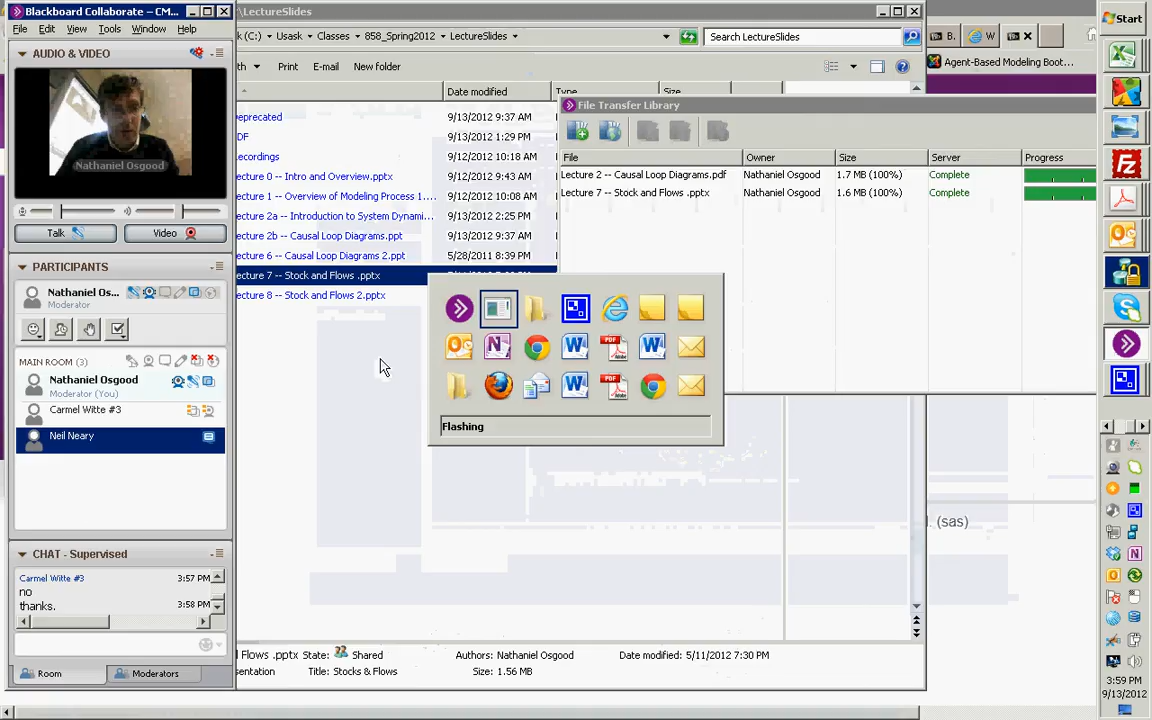 Blackboard Collaborate – CM...
File Edit View Tools Window Help
AUDIO & VIDEO
Nathaniel Osgood
Talk
Video
PARTICIPANTS
Nathaniel Os...
Moderator
MAIN ROOM (3)
Nathaniel Osgood
Moderator (You)
Carmel Witte #3
Neil Neary
CHAT - Supervised
Carmel Witte #3 3:57 PM
no
thanks. 3:58 PM
Room
Moderators
\LectureSlides
k (C:) Usask Classes 858_Spring2012 LectureSlides
Search LectureSlides
th Print E-mail New folder
Date modified Type Size
eprecated 9/13/2012 9:37 AM
DF 9/13/2012 1:29 PM
ecordings 9/12/2012 10:18 AM
ecture 0 -- Intro and Overview.pptx 9/12/2012 9:43 AM
ecture 1 -- Overview of Modeling Process 1.... 9/12/2012 10:08 AM
ecture 2a -- Introduction to System Dynami... 9/13/2012 2:25 PM
ecture 2b -- Causal Loop Diagrams.ppt 9/13/2012 9:37 AM
ecture 6 -- Causal Loop Diagrams 2.ppt 5/28/2011 8:39 PM
ecture 7 -- Stock and Flows .pptx
ecture 8 -- Stock and Flows 2.pptx
File Transfer Library
File Owner Size Server Progress
Lecture 2 -- Causal Loop Diagrams.pdf Nathaniel Osgood 1.7 MB (100%) Complete
Lecture 7 -- Stock and Flows .pptx Nathaniel Osgood 1.6 MB (100%) Complete
Flashing
. (sas)
Flows .pptx State: Shared Authors: Nathaniel Osgood Date modified: 5/11/2012 7:30 PM
sentation Title: Stocks & Flows Size: 1.56 MB
B.
W
Agent-Based Modeling Boot...
Start
3:59 PM
9/13/2012